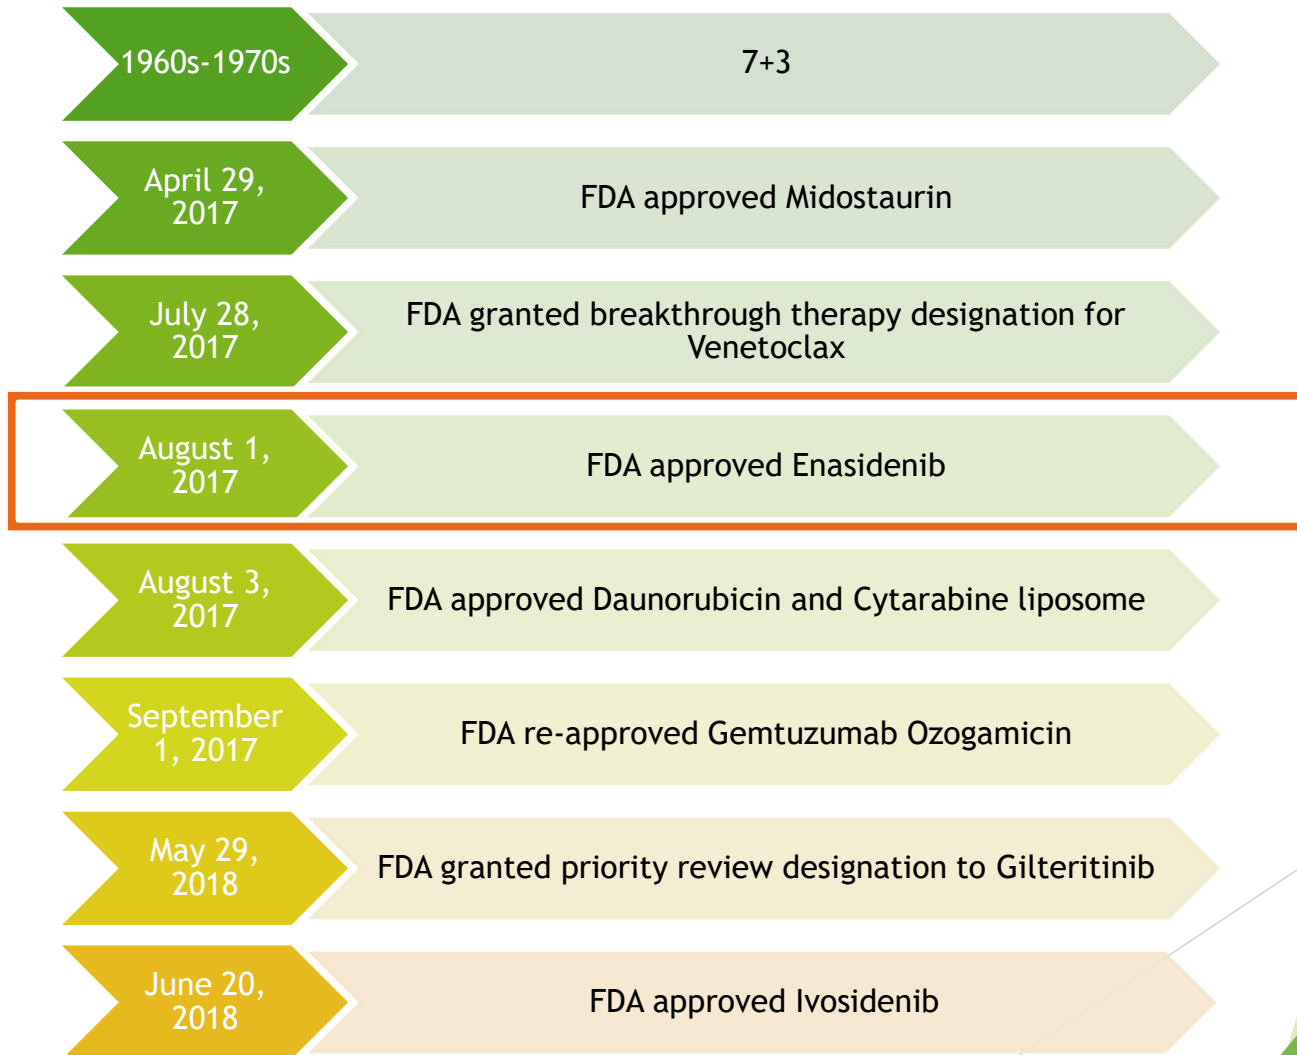 1960s-1970s
7+3
April 29,
2017
FDA approved Midostaurin
July 28,
2017
FDA granted breakthrough therapy designation for
Venetoclax
August 1,
2017
FDA approved Enasidenib
August 3,
2017
FDA approved Daunorubicin and Cytarabine liposome
September
1, 2017
FDA re-approved Gemtuzumab Ozogamicin
May 29,
2018
FDA granted priority review designation to Gilteritinib
June 20,
2018
FDA approved Ivosidenib